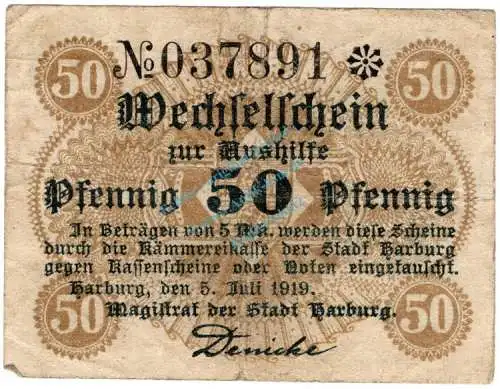 50 №037891 50
Wechselschein
zur Aushilfe
Pfennig 50 Pfennig
In Beträgen von 5 Mk. werden diese Scheine
durch die Kämmereikasse der Stadt Harburg
gegen Kassenscheine oder Noten eingetauscht.
Harburg, den 5. Juli 1919.
Magistrat der Stadt Harburg.
50 Denicke 50